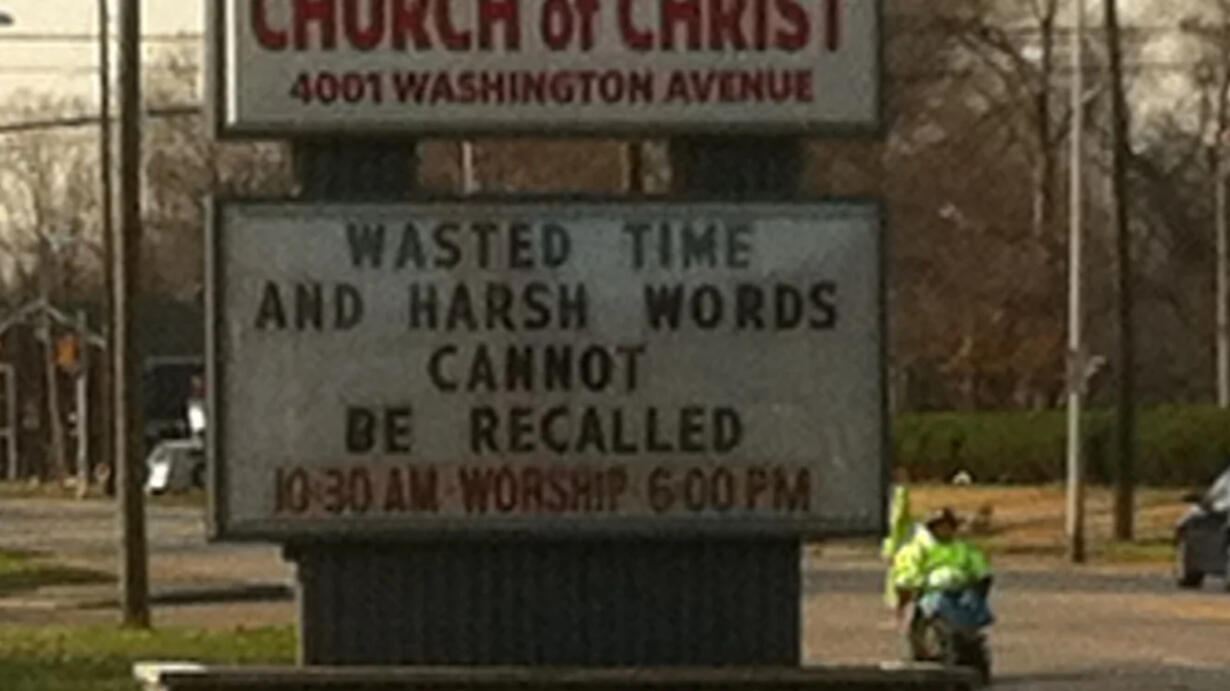 CHURCH of CHRIST
4001 WASHINGTON AVENUE
WASTED TIME
AND HARSH WORDS
CANNOT
BE RECALLED
10:30 AM WORSHIP 6:00 PM